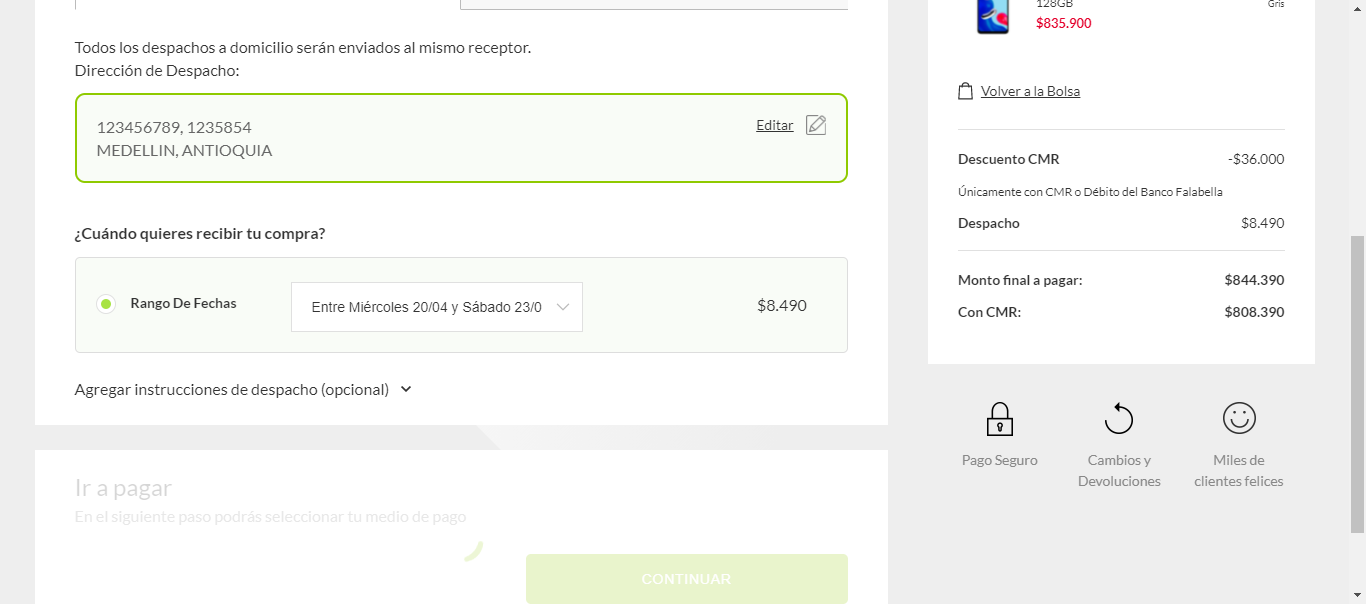 Todos los despachos a domicilio serán enviados al mismo receptor.
Dirección de Despacho:
123456789, 1235854
MEDELLIN, ANTIOQUIA
Editar
¿Cuándo quieres recibir tu compra?
Rango De Fechas
Entre Miércoles 20/04 y Sábado 23/0
$8.490
Agregar instrucciones de despacho (opcional)
Ir a pagar
En el siguiente paso podrás seleccionar tu medio de pago
CONTINUAR
128GB
Gris
$835.900
Volver a la Bolsa
Descuento CMR -$36.000
Únicamente con CMR o Débito del Banco Falabella
Despacho $8.490
Monto final a pagar: $844.390
Con CMR: $808.390
Pago Seguro
Cambios y
Devoluciones
Miles de
clientes felices